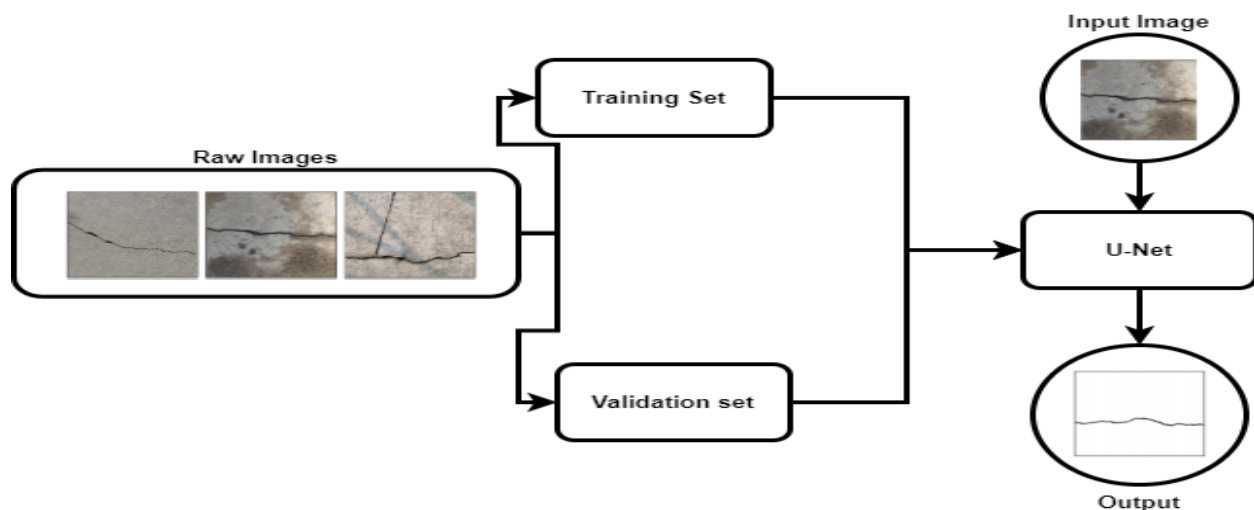 Input Image
Training Set
Raw Images
U-Net
Validation set
Output